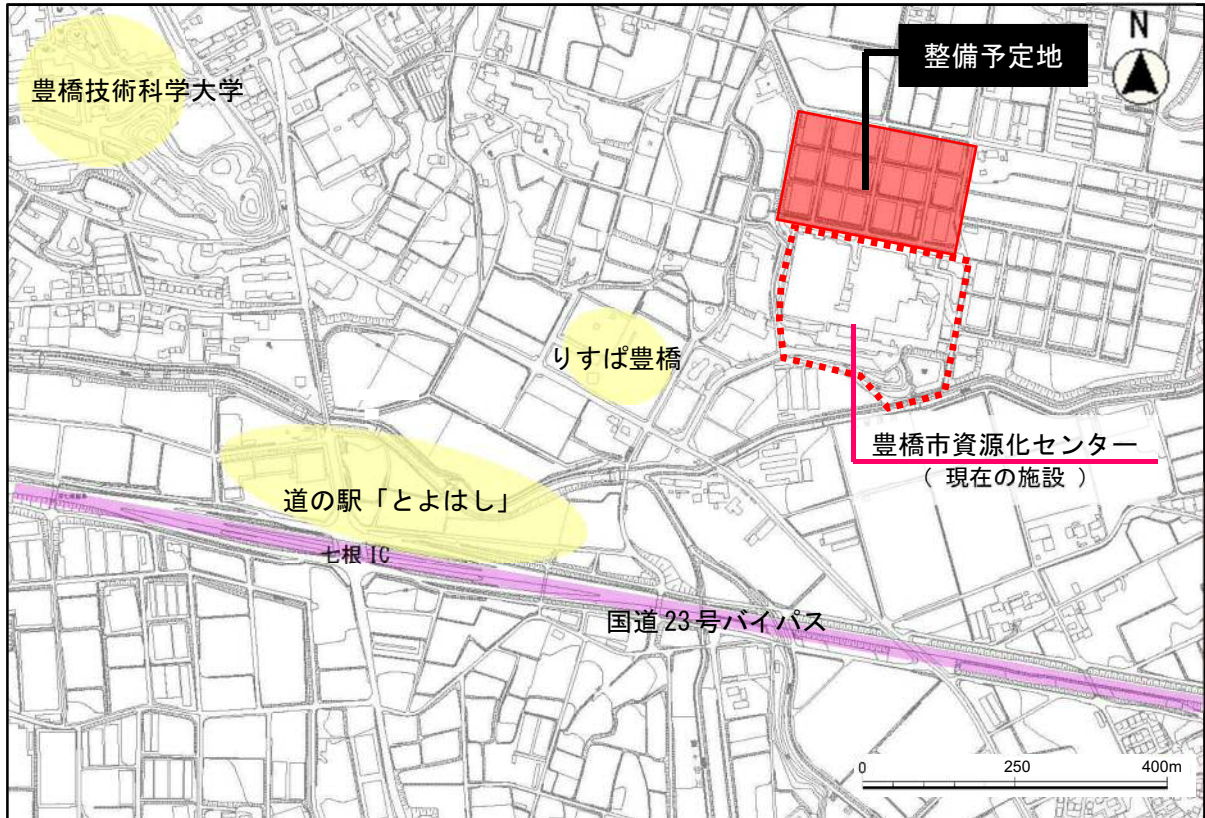 整備予定地
N
豊橋技術科学大学
りすぱ豊橋
豊橋市資源化センター
( 現在の施設 )
道の駅「とよはし」
七根 IC
国道23号バイパス
0 250 400m